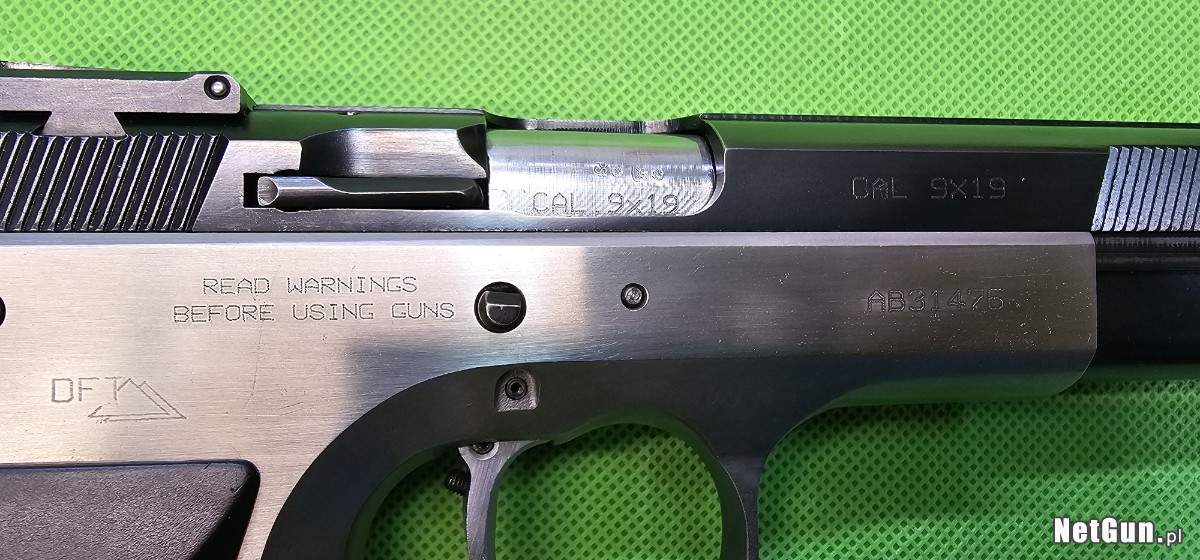 CAL. 9x19
CAL 9x19
READ WARNINGS
BEFORE USING GUNS
AB31475
DFT
NetGun.pl